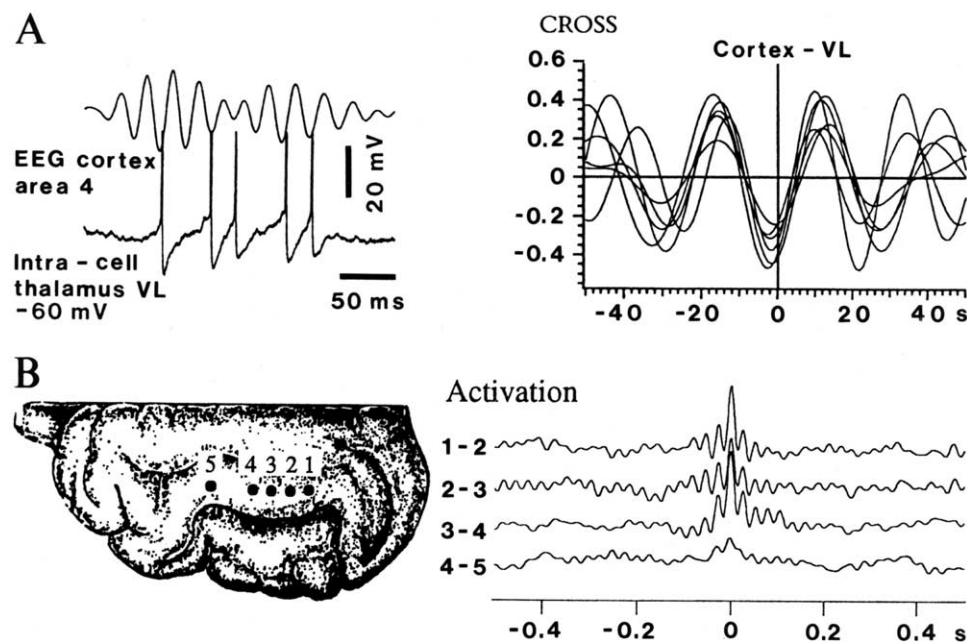 A
EEG cortex
area 4
20 mV
Intra - cell
thalamus VL
-60 mV
50 ms
CROSS
Cortex - VL
0.6
0.4
0.2
0
-0.2
-0.4
-40 -20 0 20 40 s
B
5 4 3 2 1
Activation
1 - 2
2 - 3
3 - 4
4 - 5
-0.4 -0.2 0 0.2 0.4 s